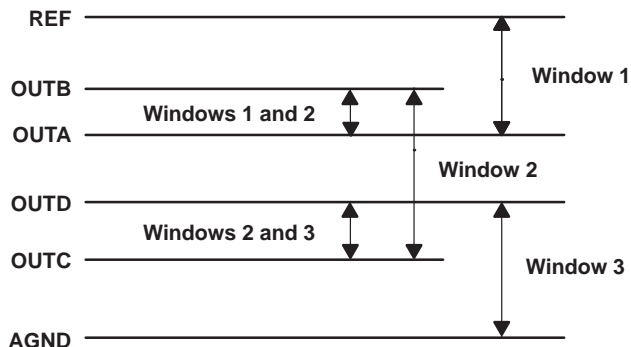 REF
Window 1
OUTB
Windows 1 and 2
OUTA
Window 2
OUTD
Windows 2 and 3
OUTC
Window 3
AGND